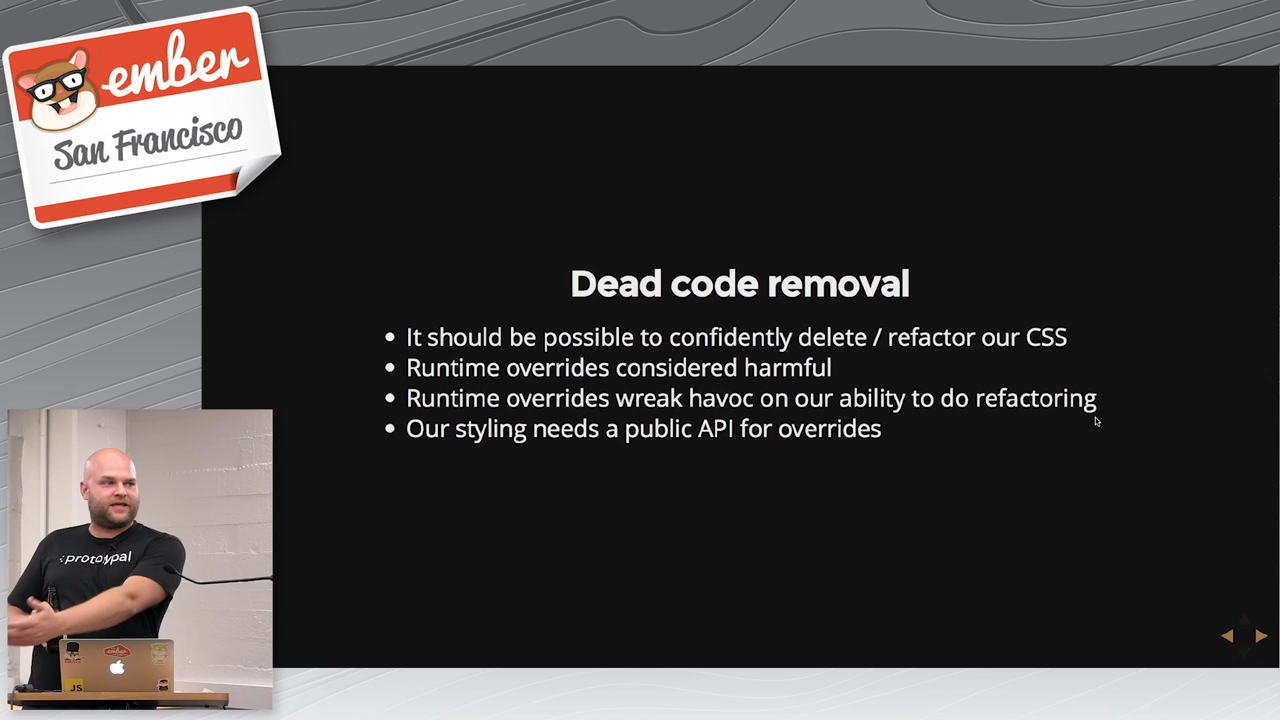 ember
San Francisco
Dead code removal
It should be possible to confidently delete / refactor our CSS
Runtime overrides considered harmful
Runtime overrides wreak havoc on our ability to do refactoring
Our styling needs a public API for overrides
:prototypal
ember
JS